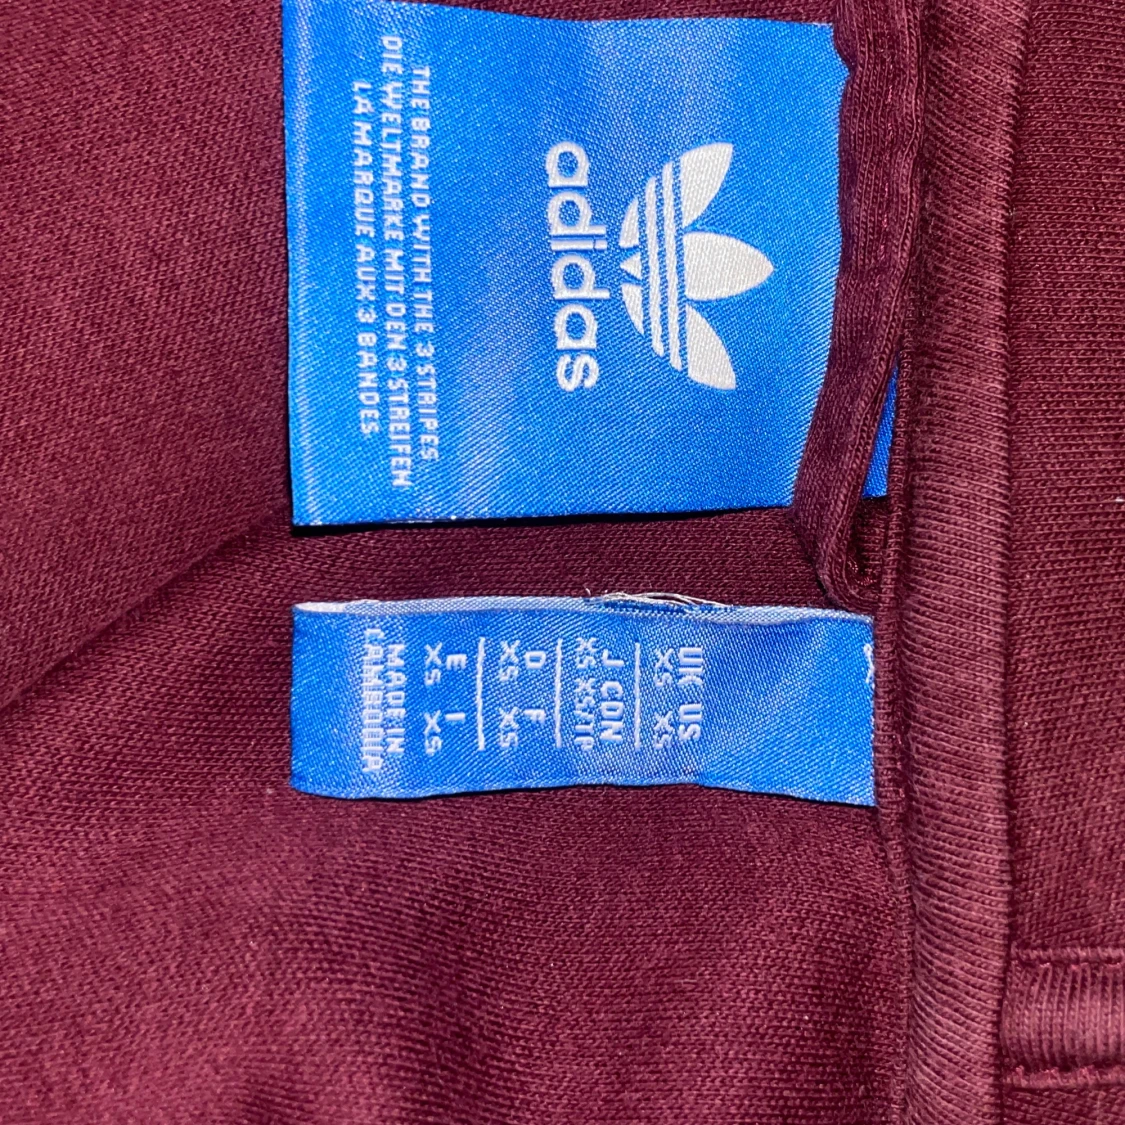 adidas
THE BRAND WITH THE 3 STRIPES
DIE WELTMARKE MIT DEN 3 STREIFEN
LA MARQUE AUX 3 BANDES
UK US
XS XS
J CDN
XS XS/TP
D F
XS XS
E I
XS XS
MADE IN
CAMBODIA